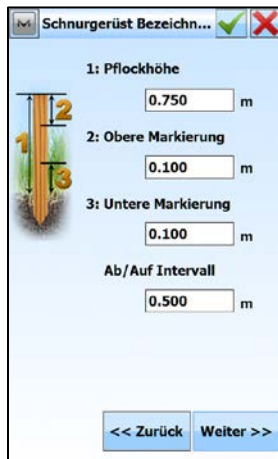 Schnurgerüst Bezeichn...
1: Pflockhöhe
0.750 m
2: Obere Markierung
0.100 m
3: Untere Markierung
0.100 m
Ab/Auf Intervall
0.500 m
1
2
3
<< Zurück
Weiter >>